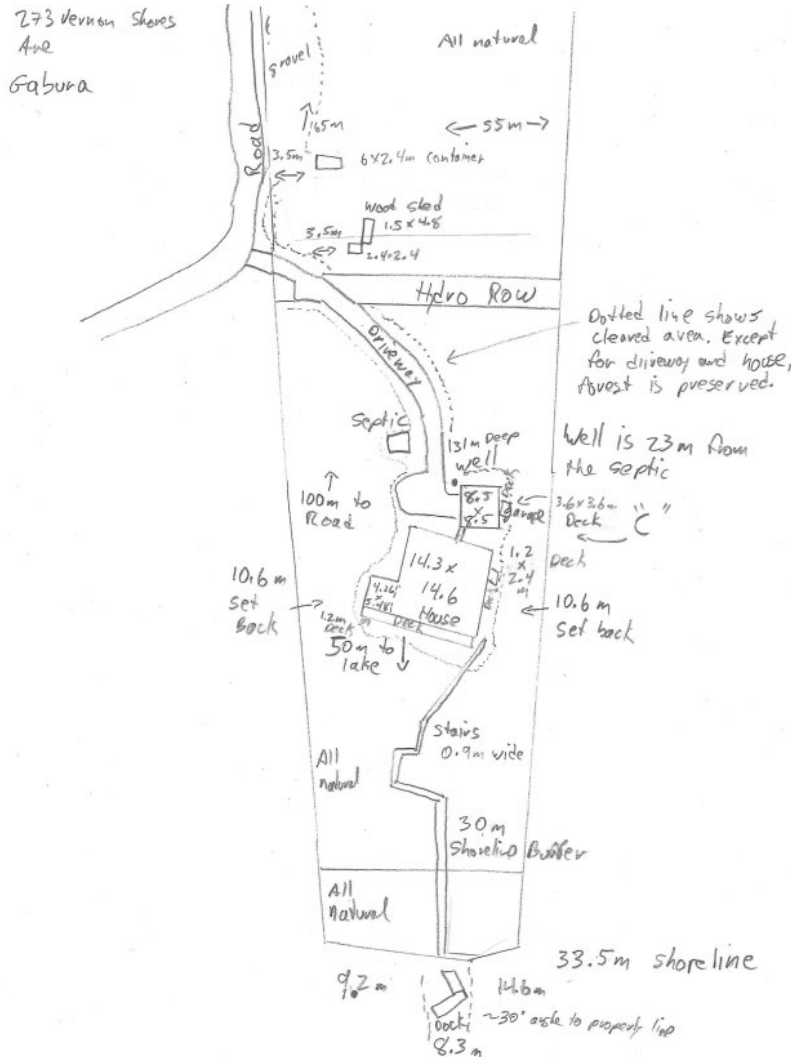 273 Vernon Shores
Ave
Gabura
All natural
gravel
165m
55m
Road
3.5m
6x2.4m container
Wood shed
1.5 x 4.8
3.5m
2.4x2.4
Hydro Row
Driveway
Dotted line shows
cleared area. Except
for driveway and house,
forest is preserved.
Septic
131m Deep
well
Well is 23m from
the septic
8.5
x
8.5
Garage
Deck
3.6x3.6m
Deck
"C"
100m to
Road
14.3 x
14.6
House
1.2
x
2.4
m
Deck
Deck
10.6 m
Set
Back
10.6m
Set back
1.2m
Deck
Deck
50m to
lake
Stairs
0.9m wide
All
natural
30m
Shoreline Buffer
All
Natural
33.5m shoreline
9.2 m
14.6m
Dock
~30° angle to property line
8.3m